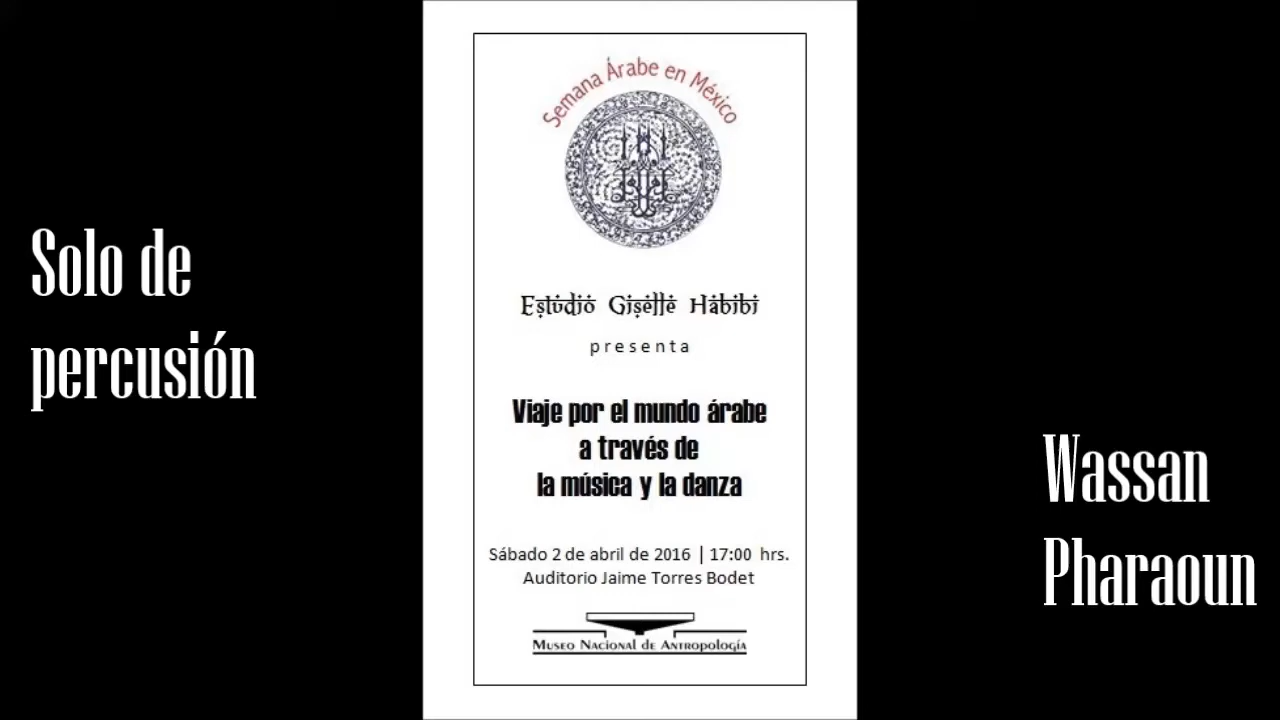 Solo de
percusión
Semana Árabe en México
Estudio Giselle Habibi
presenta
Viaje por el mundo árabe
a través de
la música y la danza
Sábado 2 de abril de 2016 | 17:00 hrs.
Auditorio Jaime Torres Bodet
Museo Nacional de Antropología
Wassan
Pharaoun